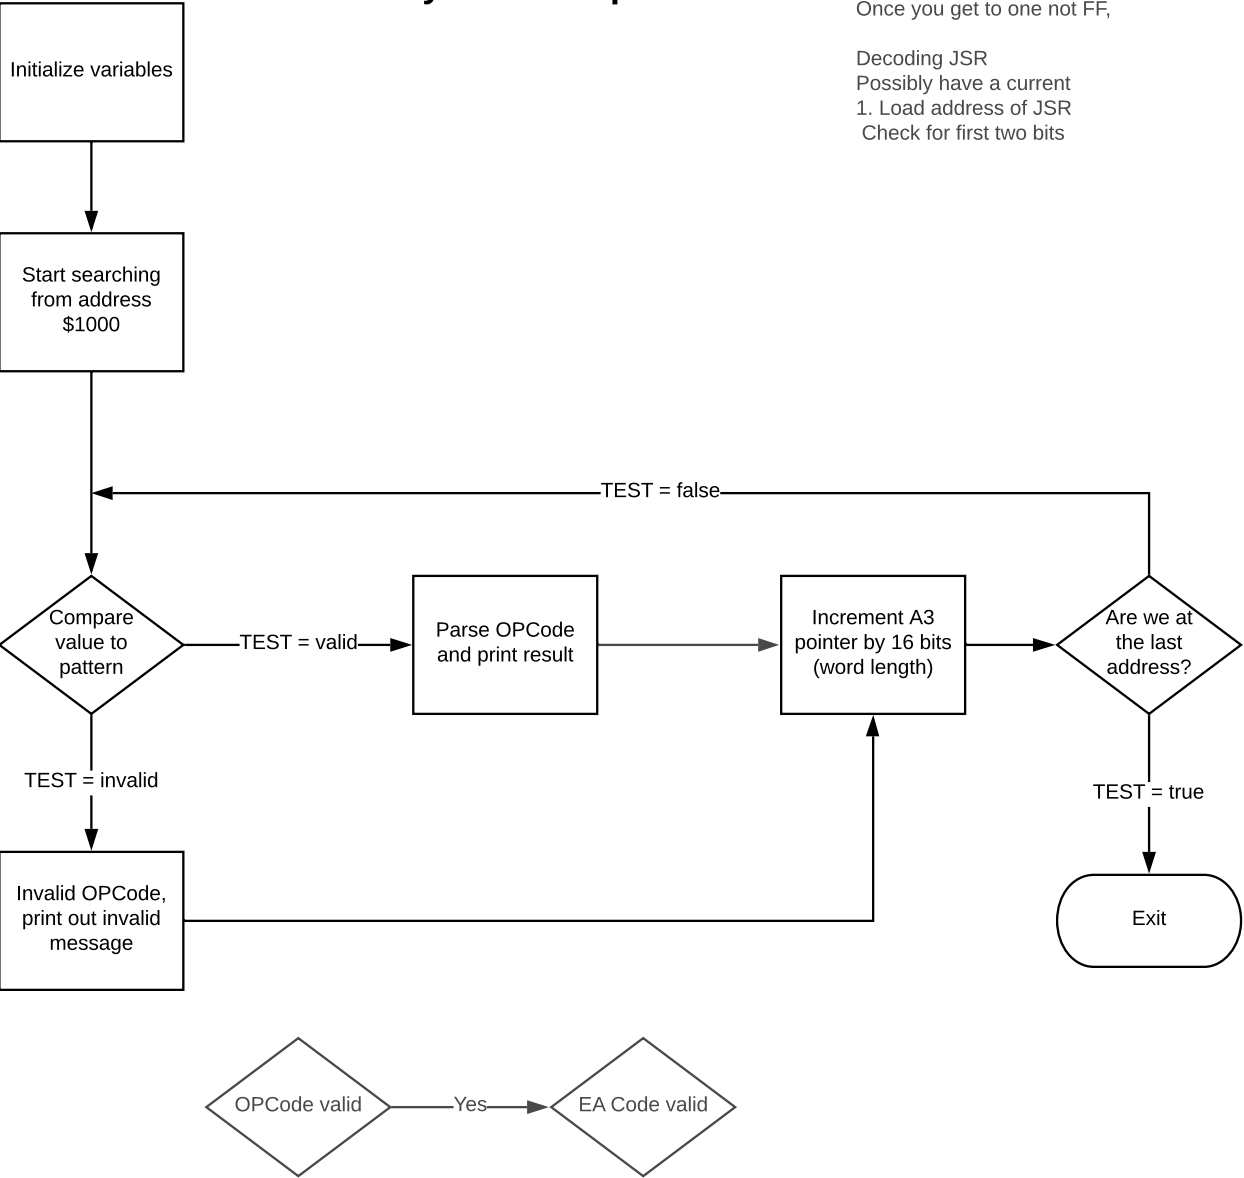 Once you get to one not FF,
Decoding JSR
Possibly have a current
1. Load address of JSR
Check for first two bits
Initialize variables
Start searching
from address
$1000
TEST = false
Compare
value to
pattern
TEST = valid
Parse OPCode
and print result
Increment A3
pointer by 16 bits
(word length)
Are we at
the last
address?
TEST = invalid
TEST = true
Invalid OPCode,
print out invalid
message
Exit
OPCode valid
Yes
EA Code valid